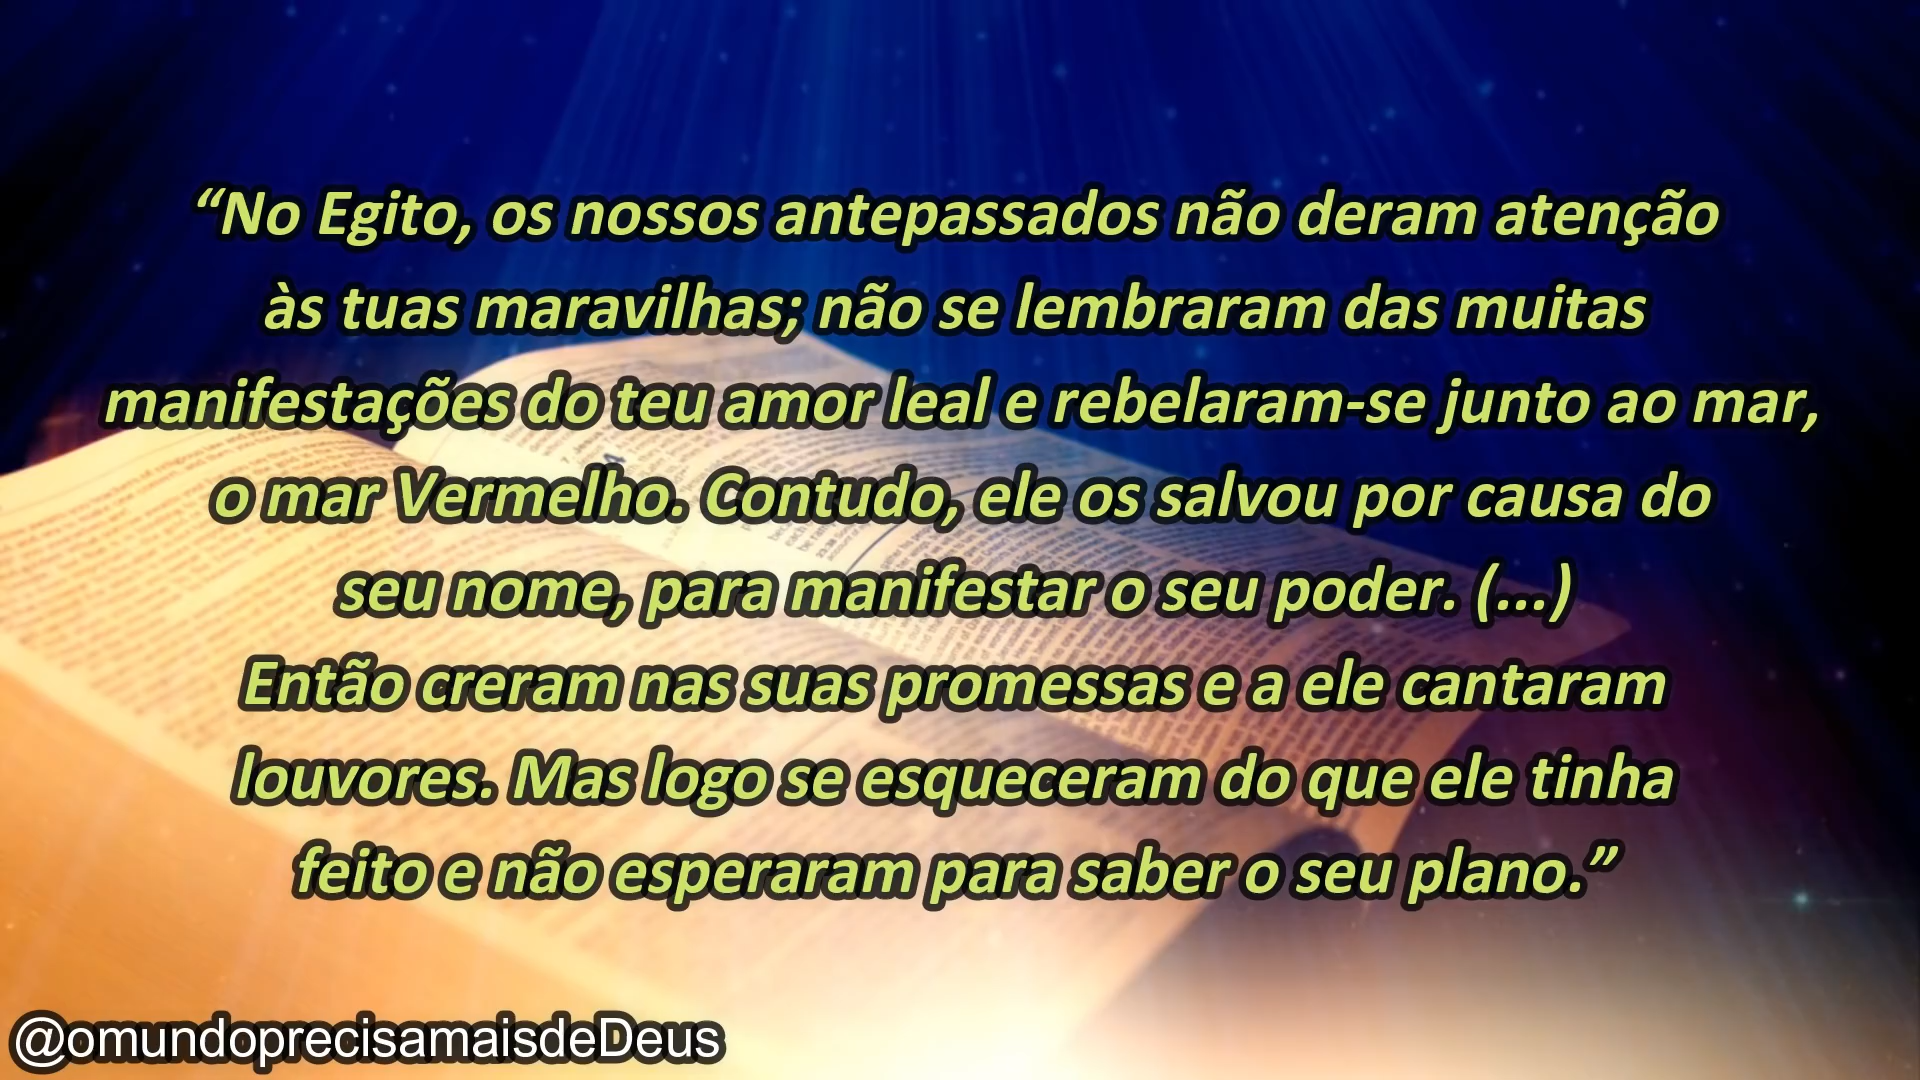 “No Egito, os nossos antepassados não deram atenção
às tuas maravilhas; não se lembraram das muitas
manifestações do teu amor leal e rebelaram-se junto ao mar,
o mar Vermelho. Contudo, ele os salvou por causa do
seu nome, para manifestar o seu poder. (...)
Então creram nas suas promessas e a ele cantaram
louvores. Mas logo se esqueceram do que ele tinha
feito e não esperaram para saber o seu plano.”
@omundoprecisamaisdeDeus